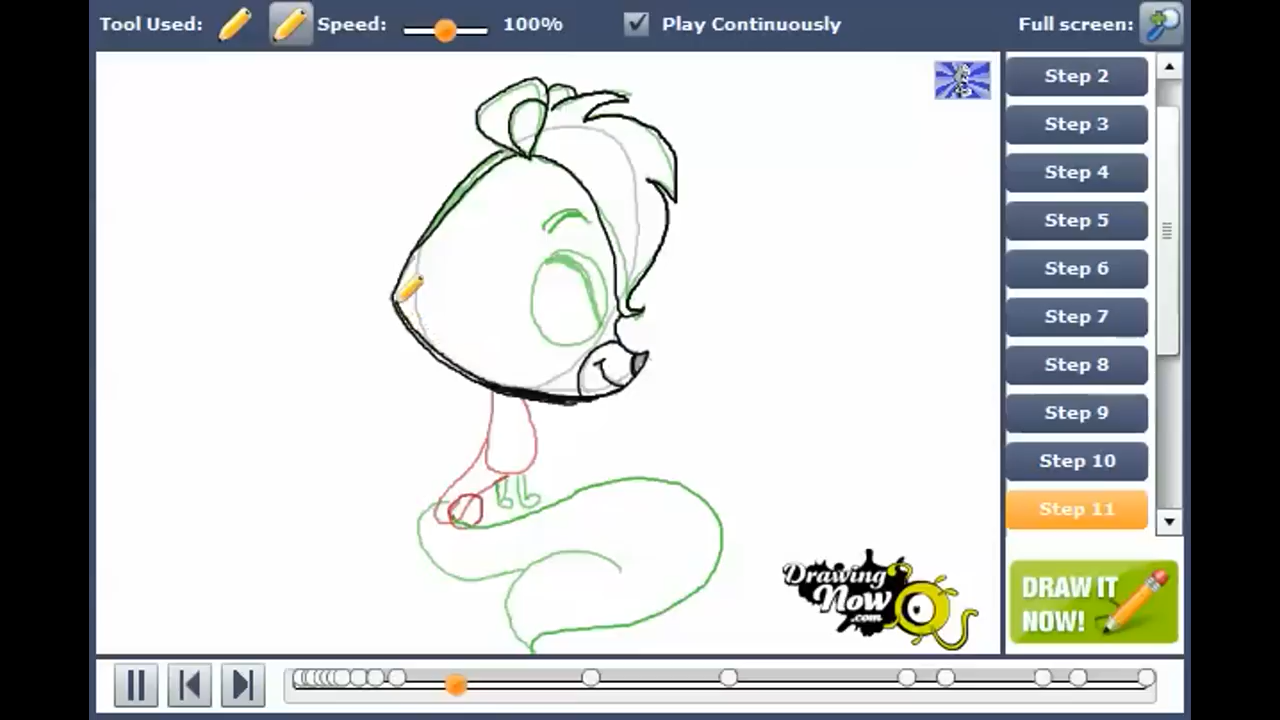 Tool Used:
Speed:
100%
Play Continuously
Full screen:
Step 2
Step 3
Step 4
Step 5
Step 6
Step 7
Step 8
Step 9
Step 10
Step 11
DRAW IT
NOW!
Drawing
Now
.com